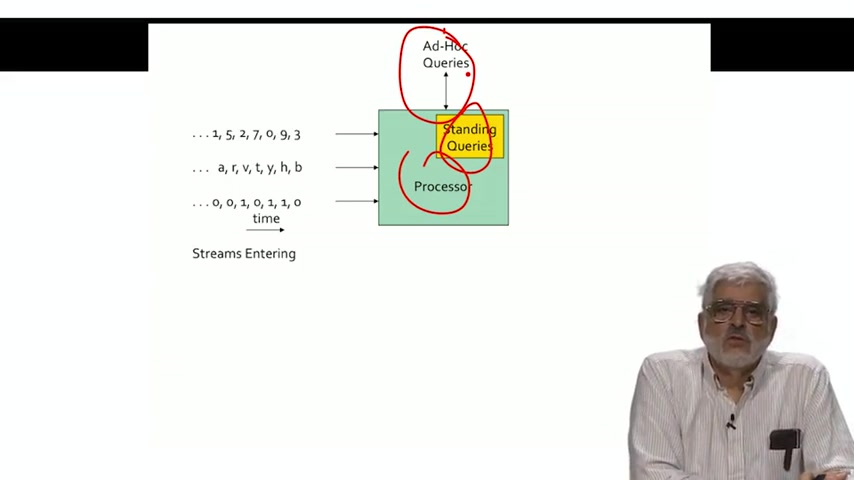 Ad-Hoc
Queries
Standing
Queries
Processor
. . . 1, 5, 2, 7, 0, 9, 3
. . . a, r, v, t, y, h, b
. . . 0, 0, 1, 0, 1, 1, 0
time
Streams Entering